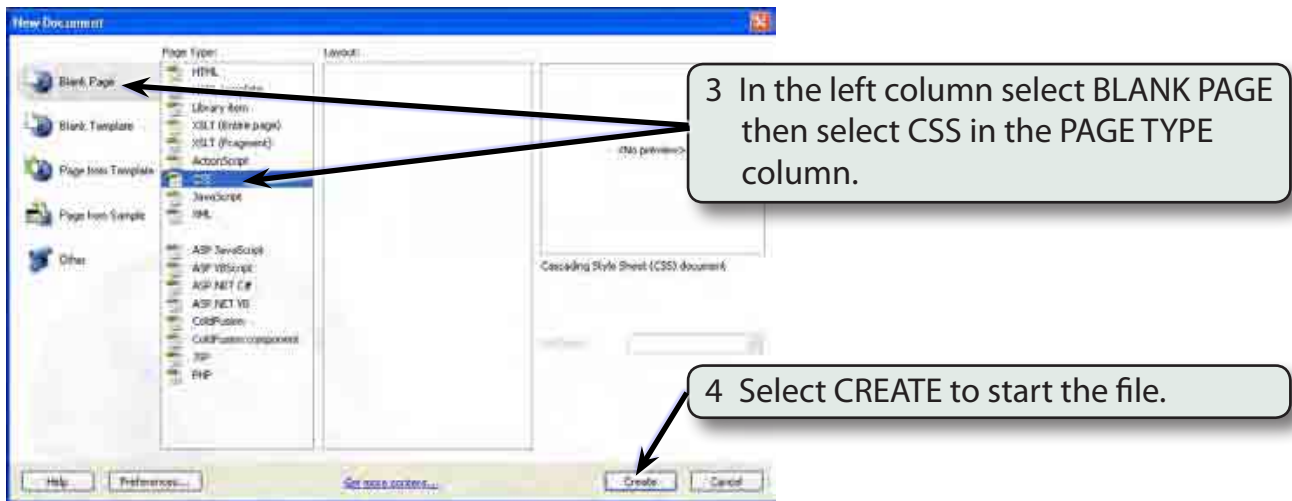 New Document
Page Type:
Layout:
Blank Page
Blank Template
Page from Template
Page from Sample
Other
HTML
Library item
XSLT (Entire page)
XSLT (Fragment)
ActionScript
CSS
JavaScript
XML
ASP JavaScript
ASP VBScript
ASP.NET C#
ASP.NET VB
ColdFusion
ColdFusion component
JSP
PHP
<No preview>
Cascading Style Sheet (CSS) document
3 In the left column select BLANK PAGE
then select CSS in the PAGE TYPE
column.
4 Select CREATE to start the file.
Help
Preferences...
Get more content...
Create
Cancel